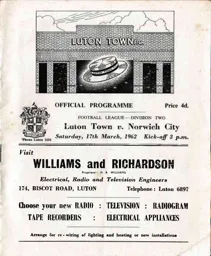 LUTON TOWN F.C.
OFFICIAL PROGRAMME Price 4d.
FOOTBALL LEAGUE—DIVISION TWO
Luton Town v. Norwich City
Saturday, 17th March, 1962 Kick-off 3 p.m.
Visit
WILLIAMS and RICHARDSON
Electrical, Radio and Television Engineers
174, BISCOT ROAD, LUTON Telephone: Luton 6897
Choose your new RADIO : TELEVISION : RADIOGRAM
TAPE RECORDERS : ELECTRICAL APPLIANCES
Arrange for re-wiring of lighting and heating or new installations